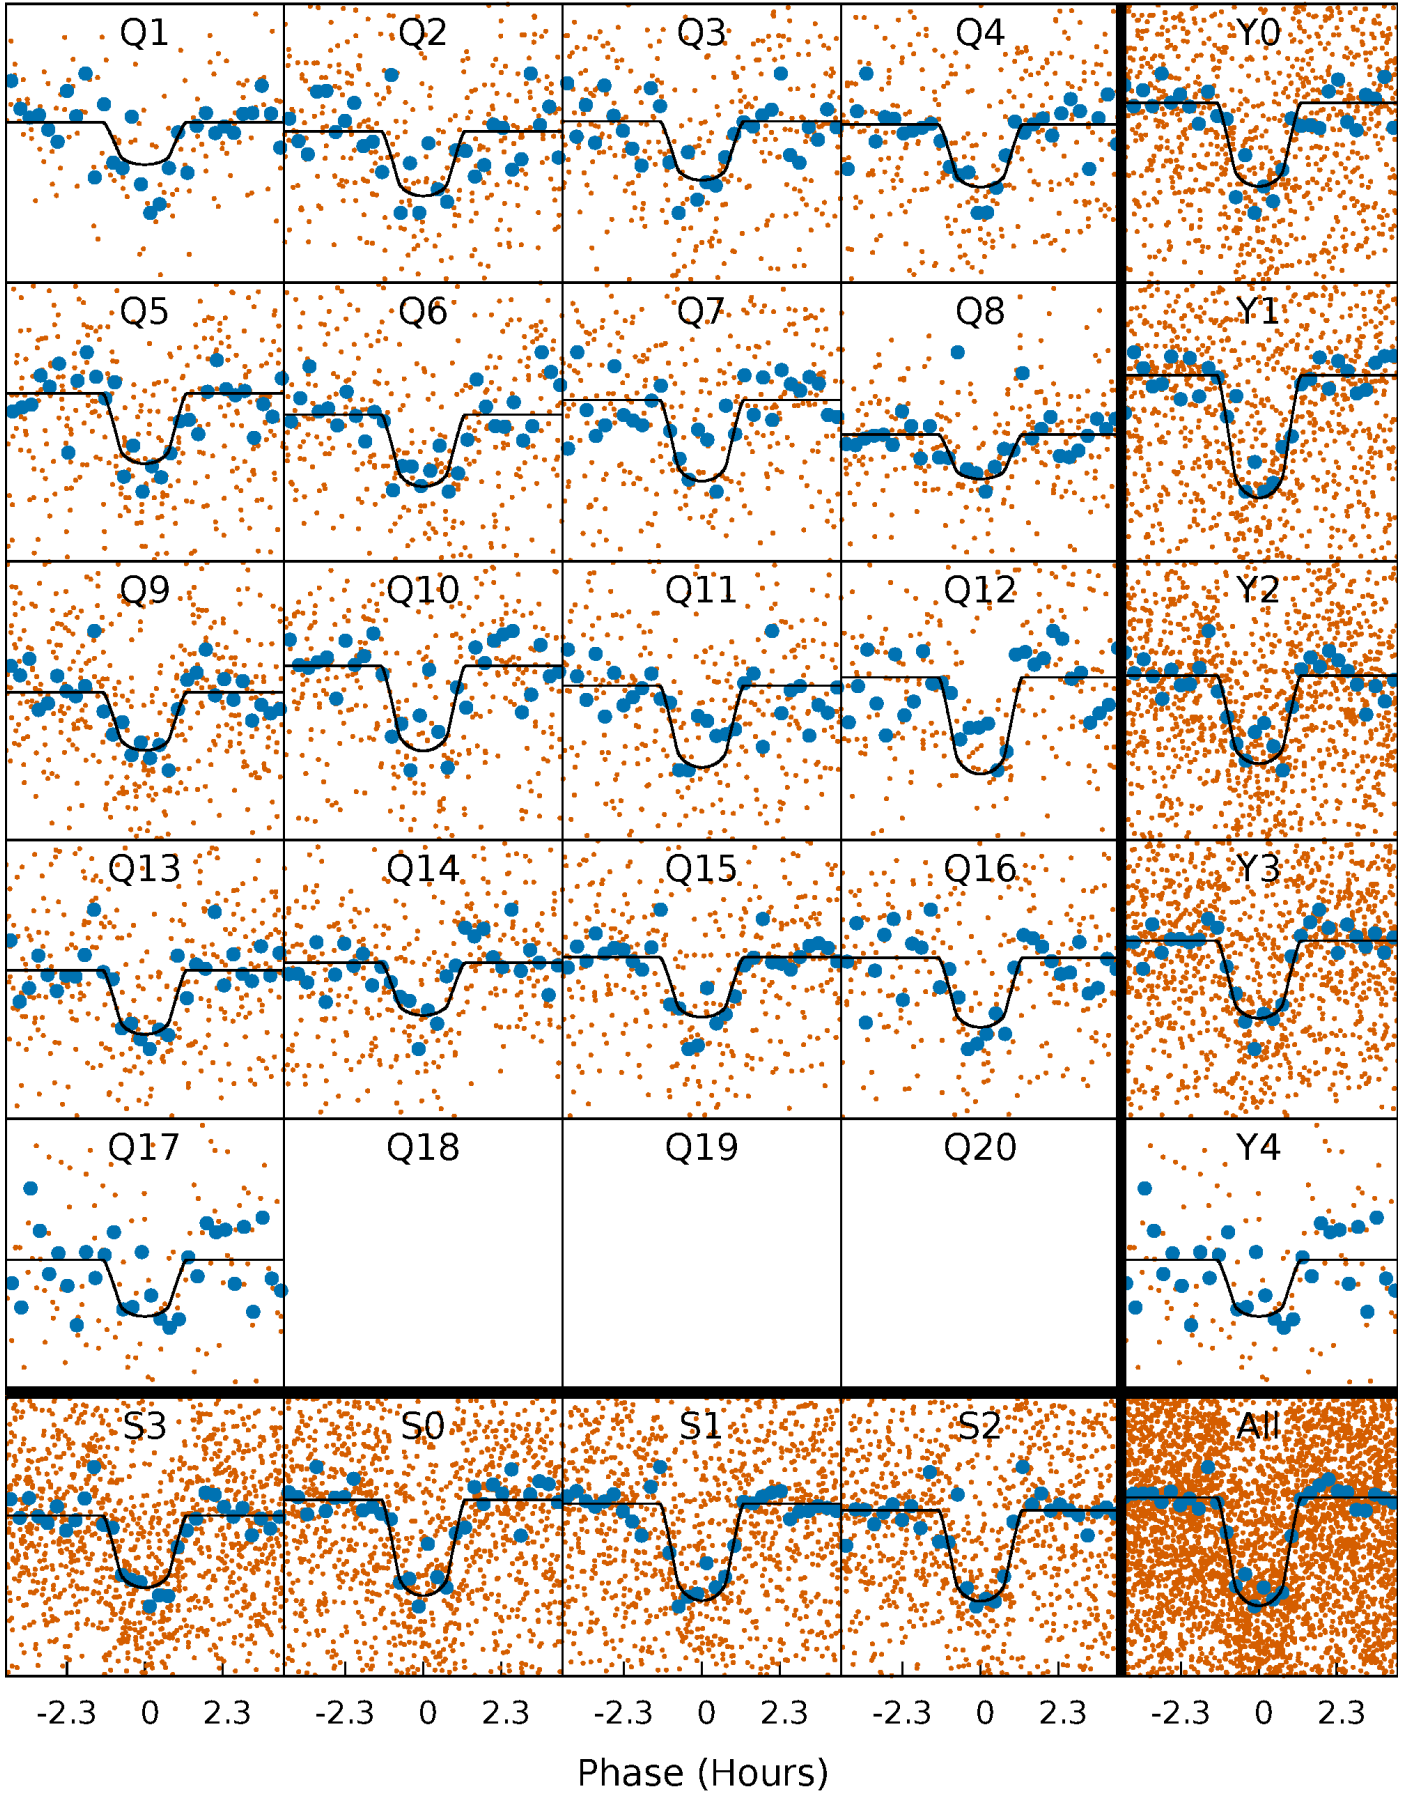 Q1 Q2 Q3 Q4 Y0
Q5 Q6 Q7 Q8 Y1
Q9 Q10 Q11 Q12 Y2
Q13 Q14 Q15 Q16 Y3
Q17 Q18 Q19 Q20 Y4
S3 S0 S1 S2 All
-2.3 0 2.3 -2.3 0 2.3 -2.3 0 2.3 -2.3 0 2.3 -2.3 0 2.3
Phase (Hours)